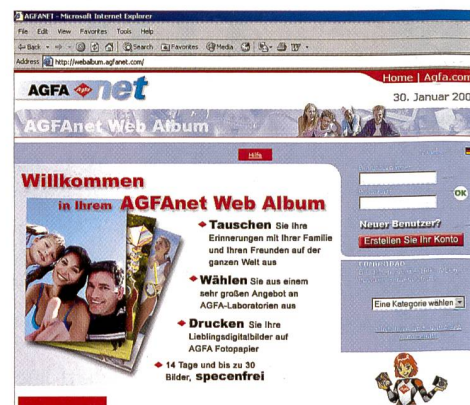 AGFANET - Microsoft Internet Explorer
File Edit View Favorites Tools Help
Back Search Favorites Media
Address http://webalbum.agfanet.com/
AGFA net
Home | Agfa.com
30. Januar 200
AGFAnet Web Album
Hilfe
Willkommen
in Ihrem AGFAnet Web Album
Tauschen Sie Ihre
Erinnerungen mit Ihrer Familie
und Ihren Freunden auf der
ganzen Welt aus
Wählen Sie aus einem
sehr großen Angebot an
AGFA-Laboratorien aus
Drucken Sie Ihre
Lieblingsdigitalbilder auf
AGFA Fotopapier
14 Tage und bis zu 30
Bilder, specenfrei
OK
Neuer Benutzer?
Erstellen Sie Ihr Konto
Eine Kategorie wählen